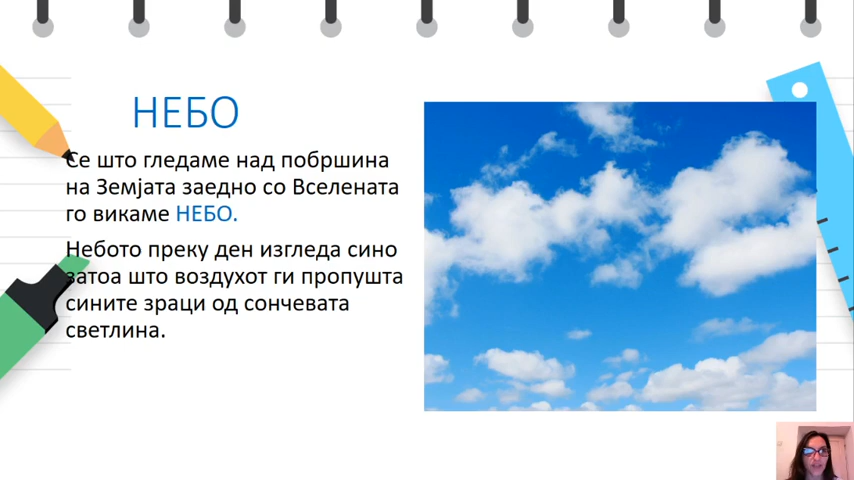 НЕБО
Се што гледаме над побршина
на Земјата заедно со Вселената
го викаме НЕБО.
Небото преку ден изгледа сино
затоа што воздухот ги пропушта
сините зраци од сончевата
светлина.